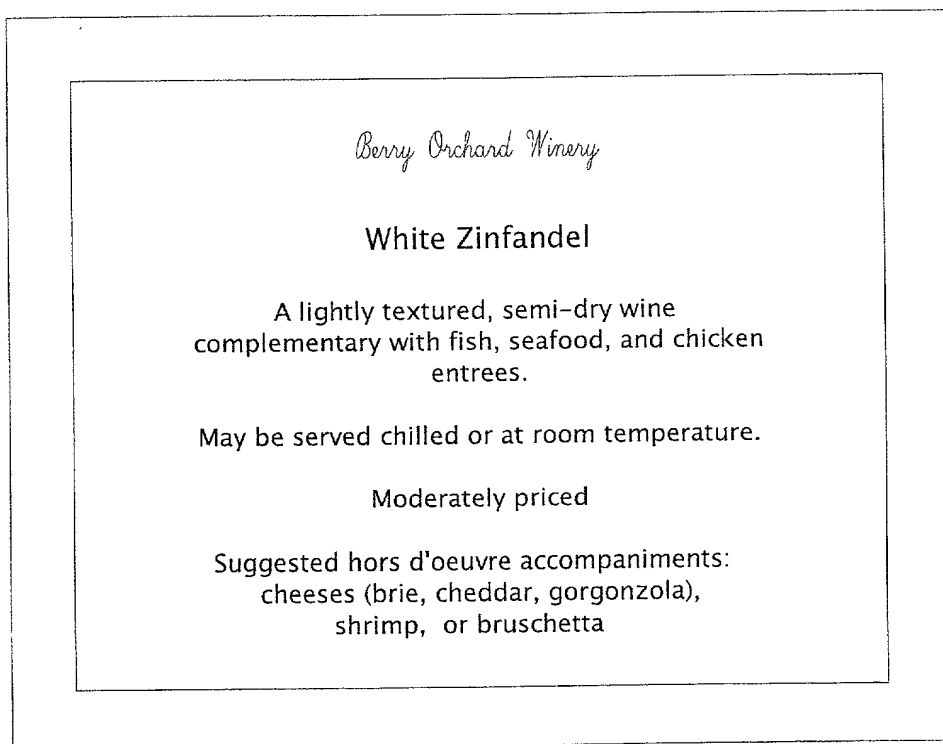 Berry Orchard Winery
White Zinfandel
A lightly textured, semi-dry wine
complementary with fish, seafood, and chicken
entrees.
May be served chilled or at room temperature.
Moderately priced
Suggested hors d'oeuvre accompaniments:
cheeses (brie, cheddar, gorgonzola),
shrimp, or bruschetta